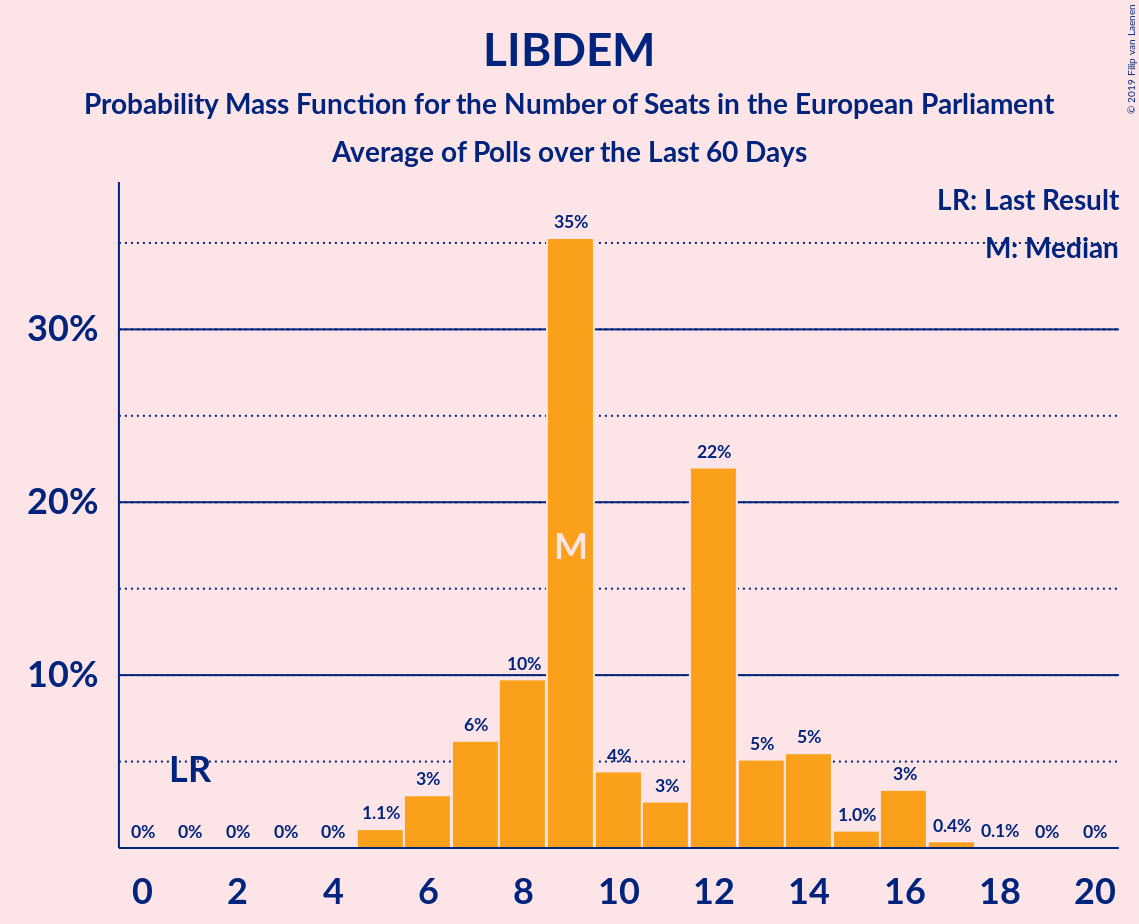 LIBDEM
Probability Mass Function for the Number of Seats in the European Parliament
Average of Polls over the Last 60 Days
© 2019 Filip van Laenen
LR: Last Result
M: Median
30%
20%
10%
0%
0%
0%
0%
0%
1.1%
3%
6%
10%
35%
4%
3%
22%
5%
5%
1.0%
3%
0.4%
0.1%
0%
0%
LR
M
0 2 4 6 8 10 12 14 16 18 20